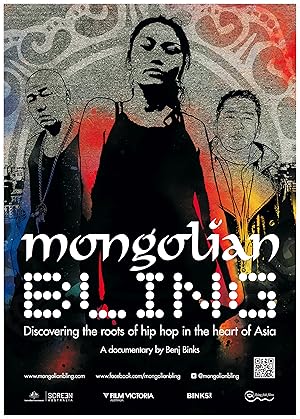 mongolian
BLING
Discovering the roots of hip hop in the heart of Asia
A documentary by Benj Binks
www.mongolianbling.com www.facebook.com/mongolianbling @mongolianbling
SCREEN AUSTRALIA FILM VICTORIA AUSTRALIA BINKS